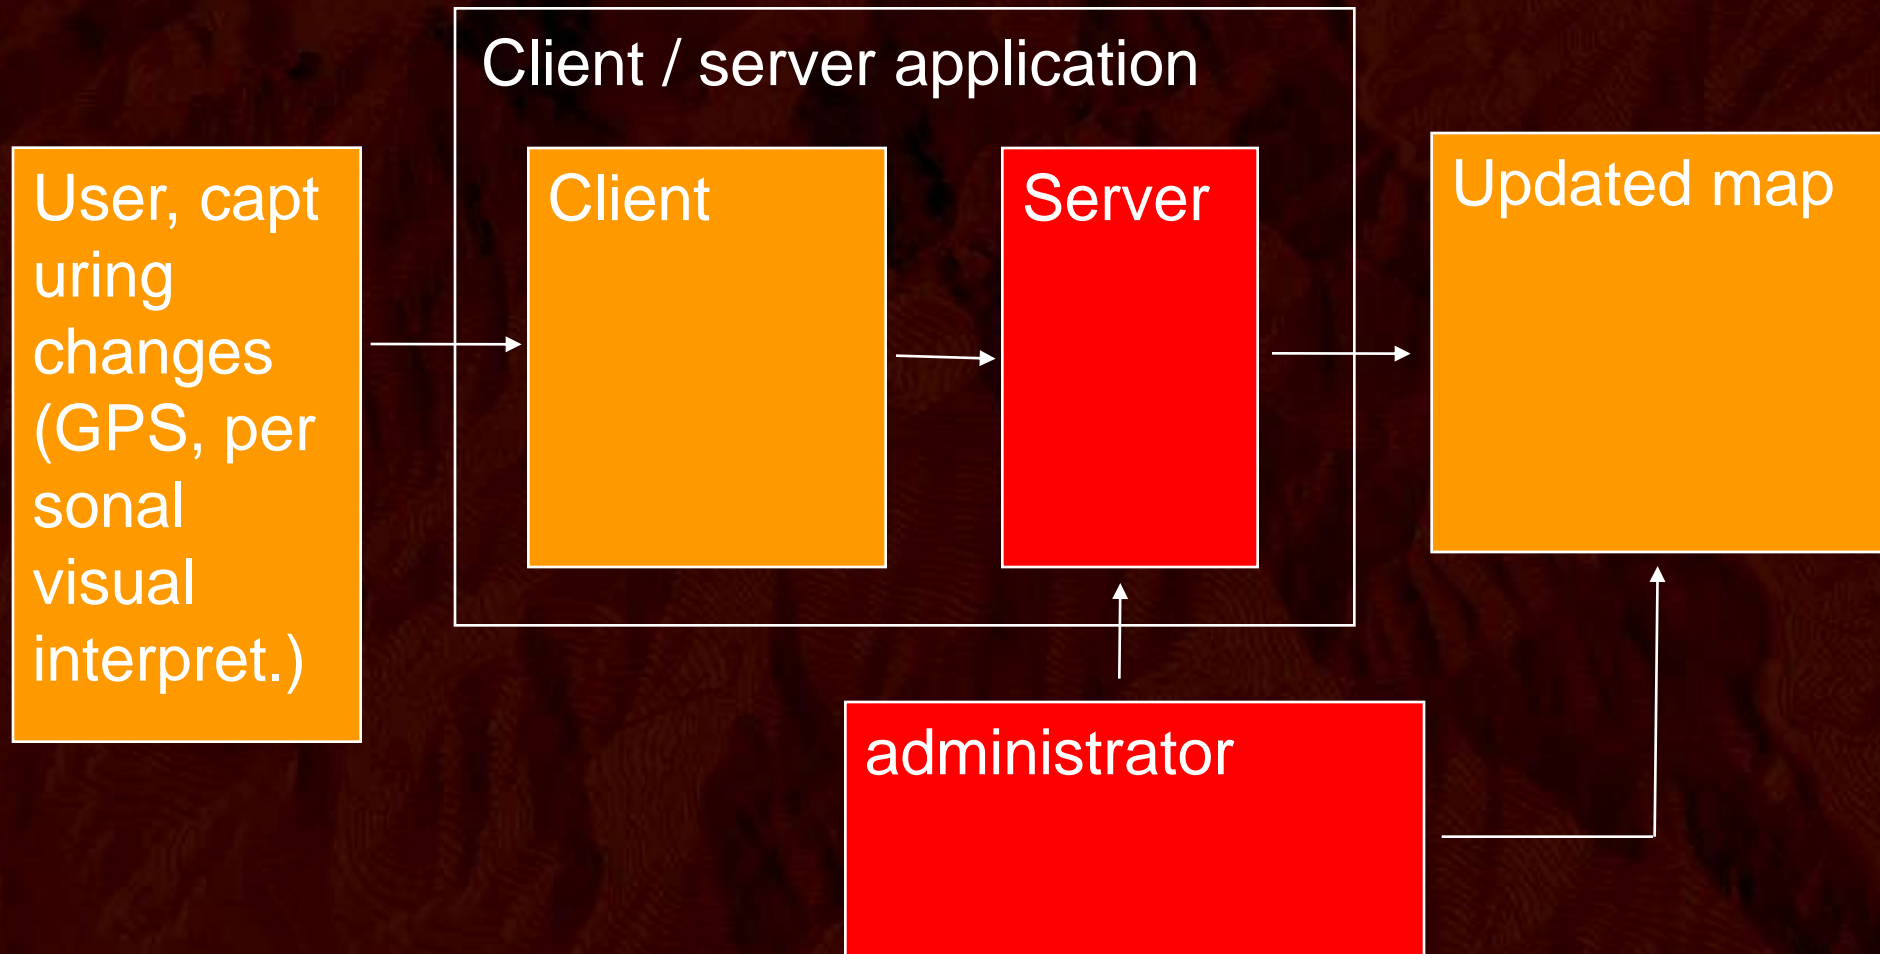 Client / server application
User, capt
uring
changes
(GPS, per
sonal
visual
interpret.)
Client
Server
Updated map
administrator